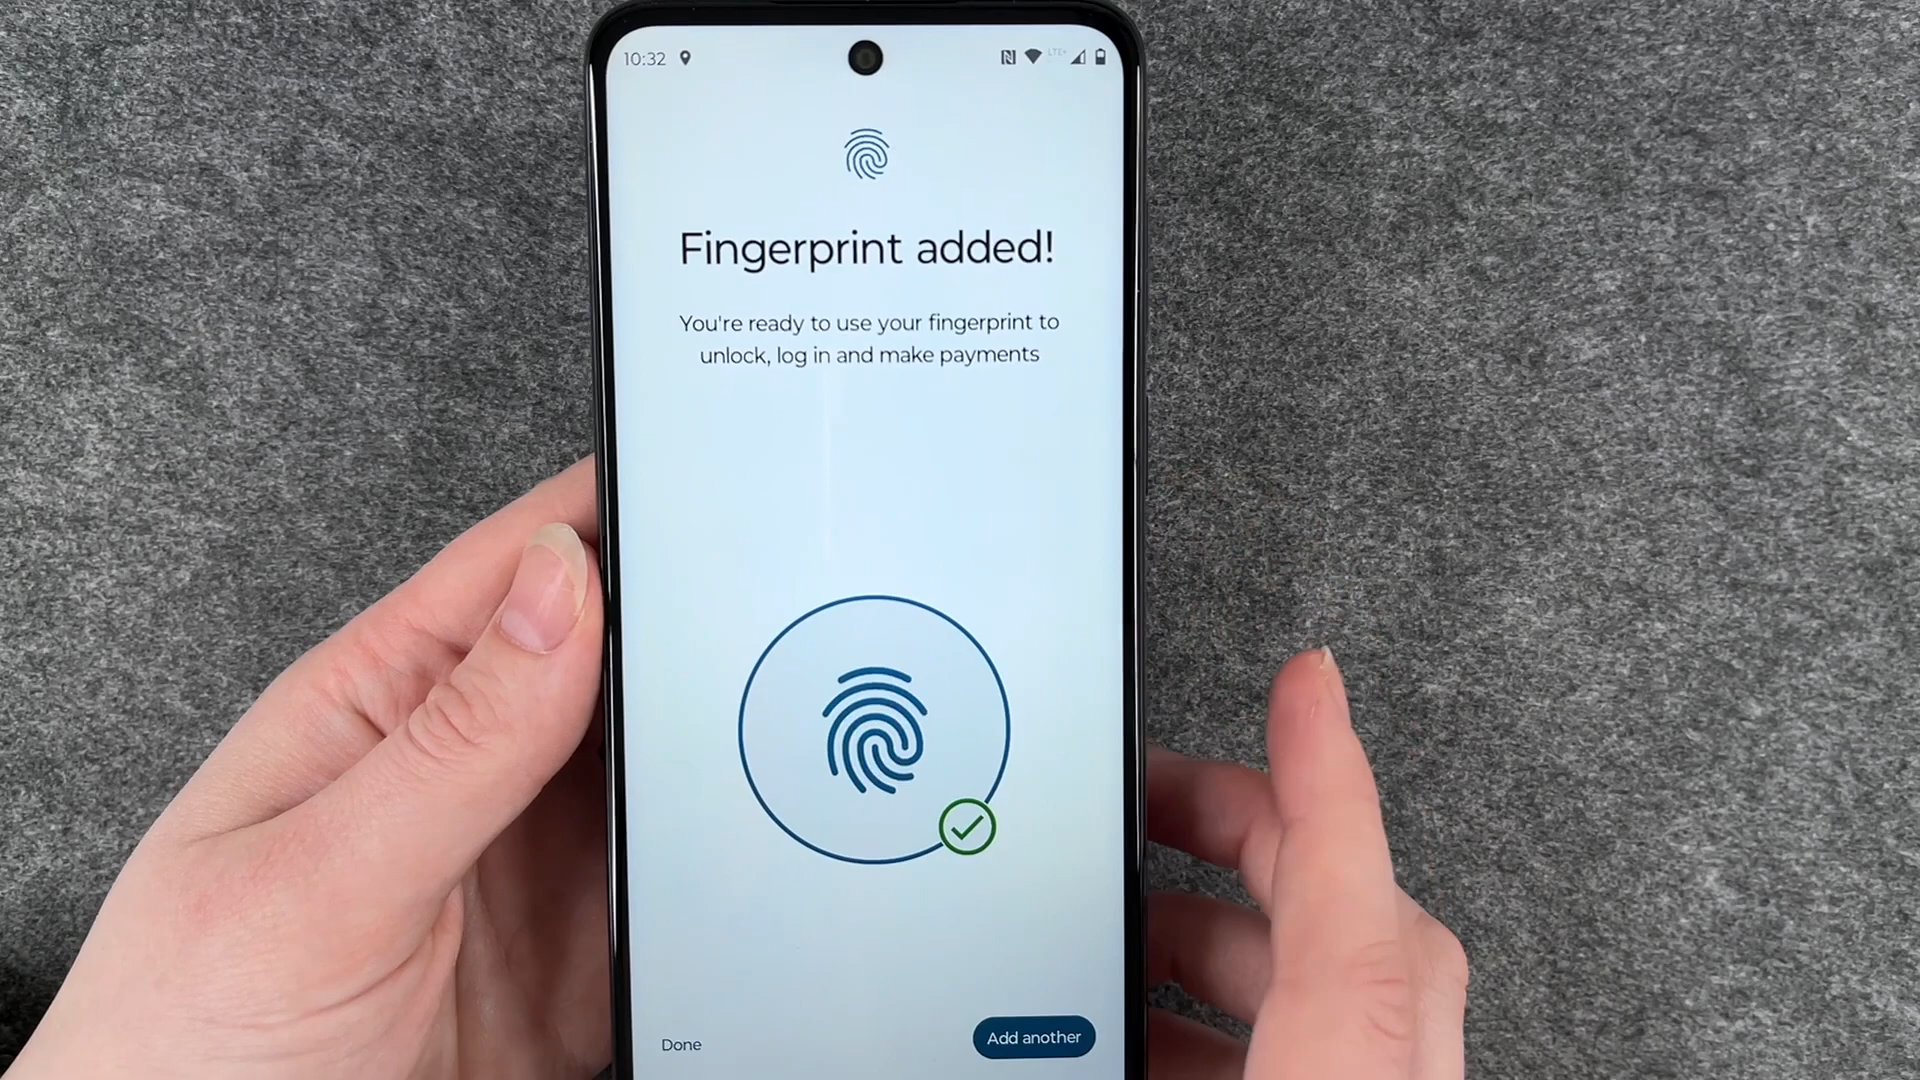 10:32
LTE+
Fingerprint added!
You're ready to use your fingerprint to
unlock, log in and make payments
Done
Add another